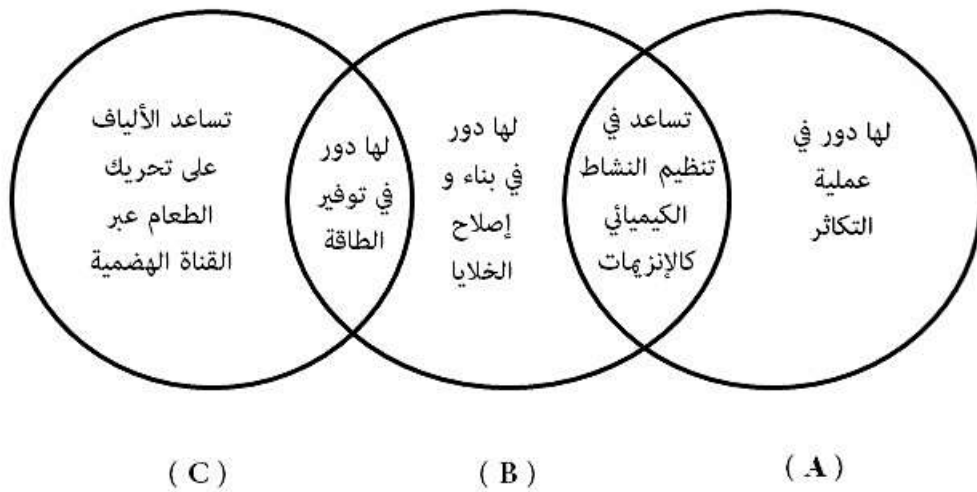 لها دور في
عملية
التكاثر
تساعد في
تنظيم النشاط
الكيميائي
كالإنزيمات
لها دور
في بناء و
إصلاح
الخلايا
لها دور
في توفير
الطاقة
تساعد الألياف
على تحريك
الطعام عبر
القناة الهضمية
( A )
( B )
( C )